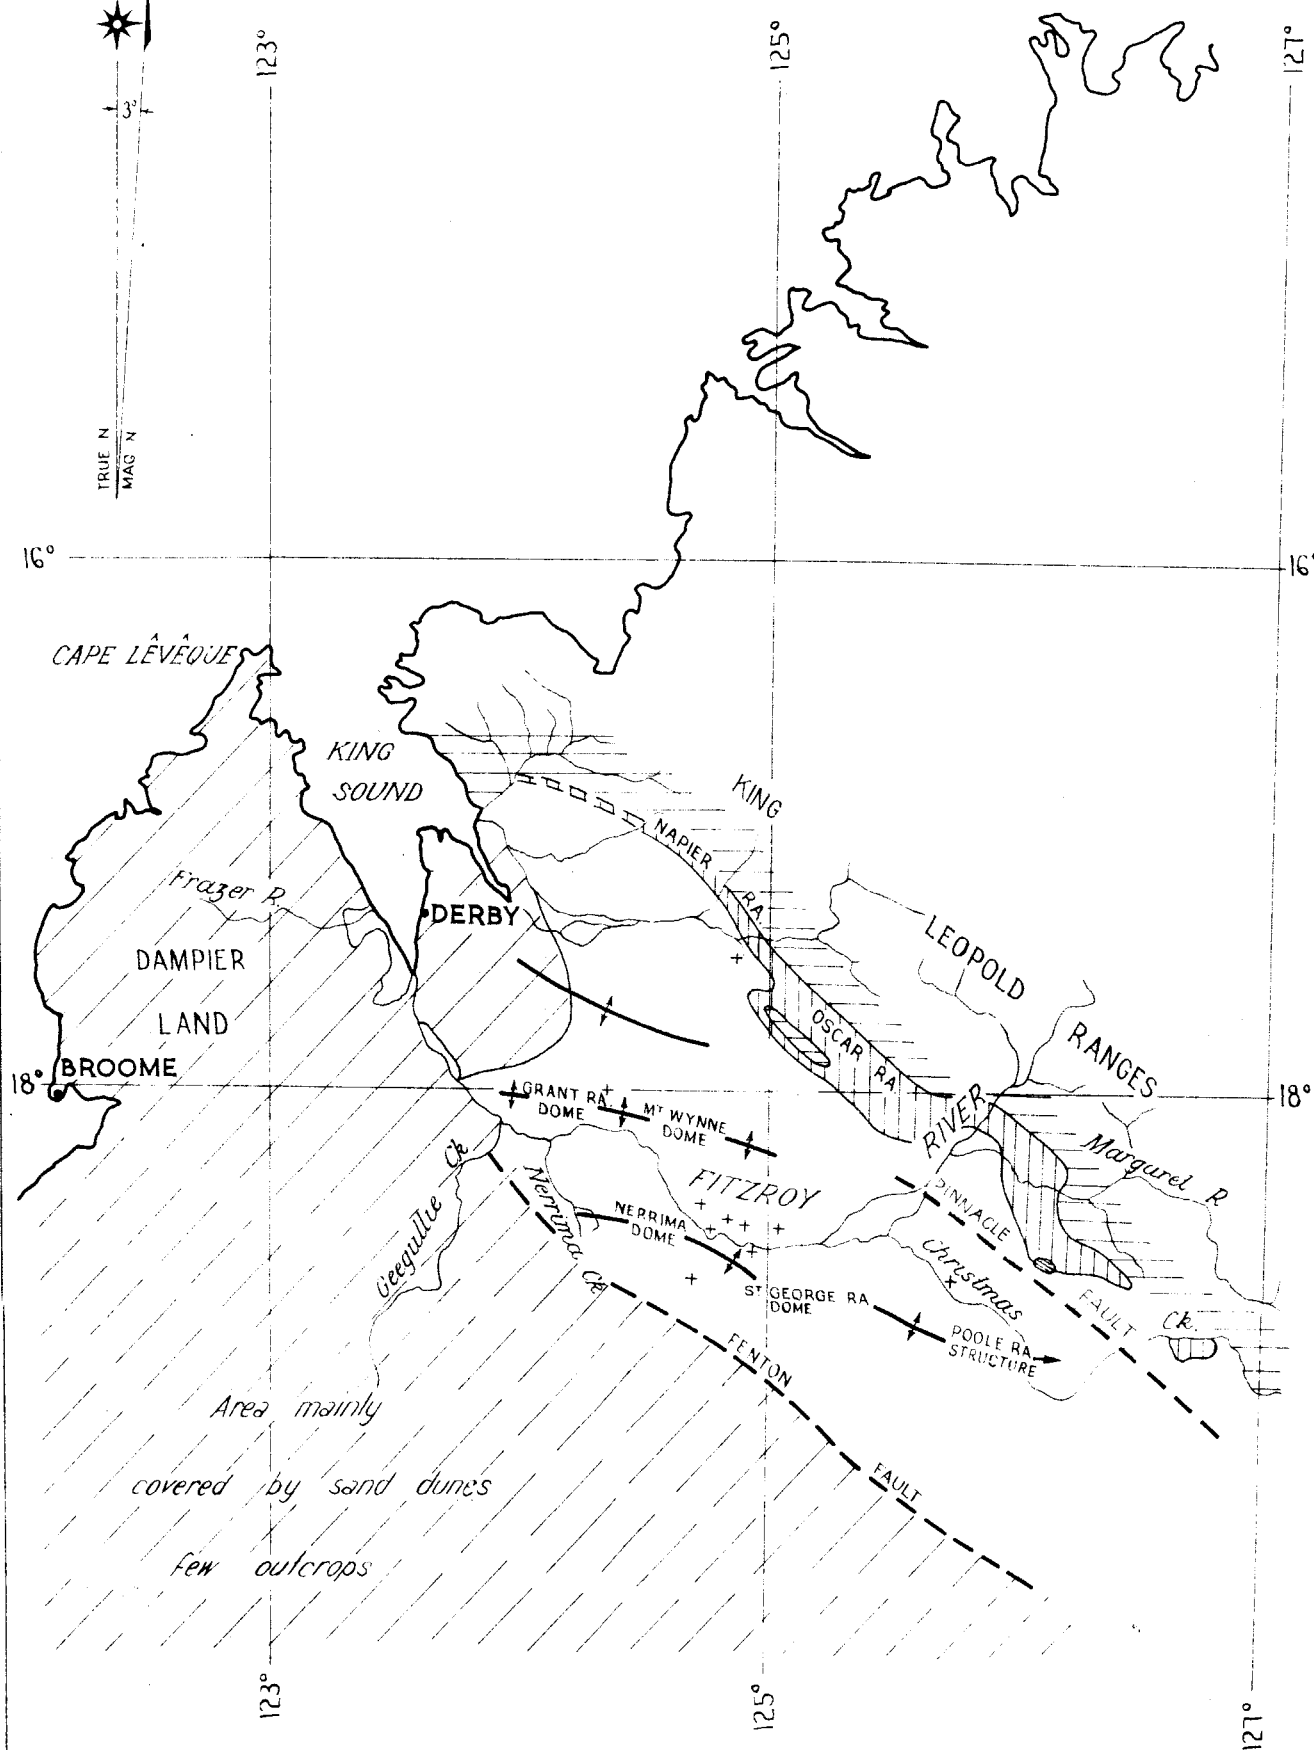 123°
125°
127°
3°
TRUE N
MAG N
16°
16°
CAPE LÊVÊQUE
KING
SOUND
KING
NAPIER
RA.
Frazer R.
DERBY
LEOPOLD
DAMPIER
LAND
OSCAR
RA.
RANGES
BROOME
18°
18°
GRANT RA.
DOME
MT WYNNE
DOME
RIVER
Margaret R
Ck
Geegullie
Nerrima
Ck
FITZROY
NERRIMA
DOME
PINNACLE
FAULT
Christmas
Ck.
ST GEORGE RA
DOME
POOLE RA
STRUCTURE
FENTON
FAULT
Area mainly
covered by sand dunes
few outcrops
123°
125°
127°